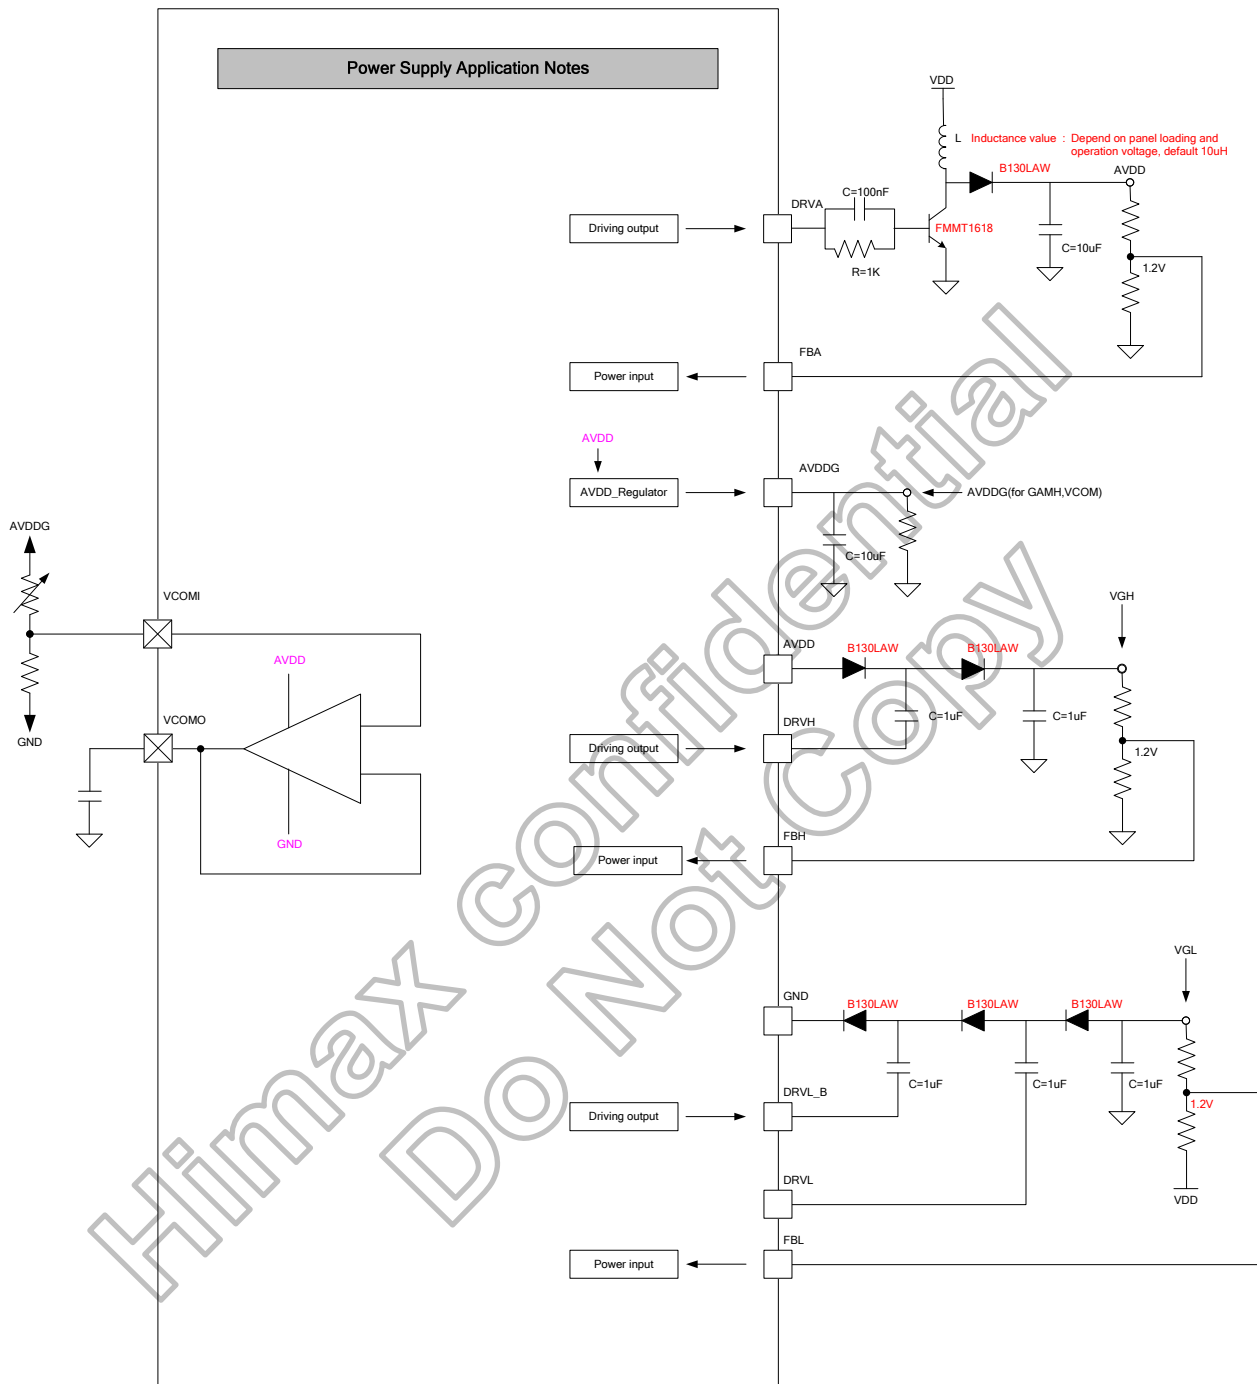 Power Supply Application Notes
VDD
L Inductance value : Depend on panel loading and
operation voltage, default 10uH
B130LAW
AVDD
C=100nF
DRVA
Driving output
FMMT1618
C=10uF
R=1K
1.2V
FBA
Power input
AVDD
AVDDG
AVDD_Regulator
AVDDG(for GAMH,VCOM)
C=10uF
AVDDG
VCOMI
GND
VCOMO
AVDD
GND
VGH
AVDD
B130LAW
B130LAW
C=1uF
C=1uF
DRVH
Driving output
1.2V
FBH
Power input
VGL
GND
B130LAW
B130LAW
B130LAW
C=1uF
C=1uF
C=1uF
DRVL_B
1.2V
Driving output
DRVL
VDD
FBL
Power input
Himax confidential
Do Not Copy